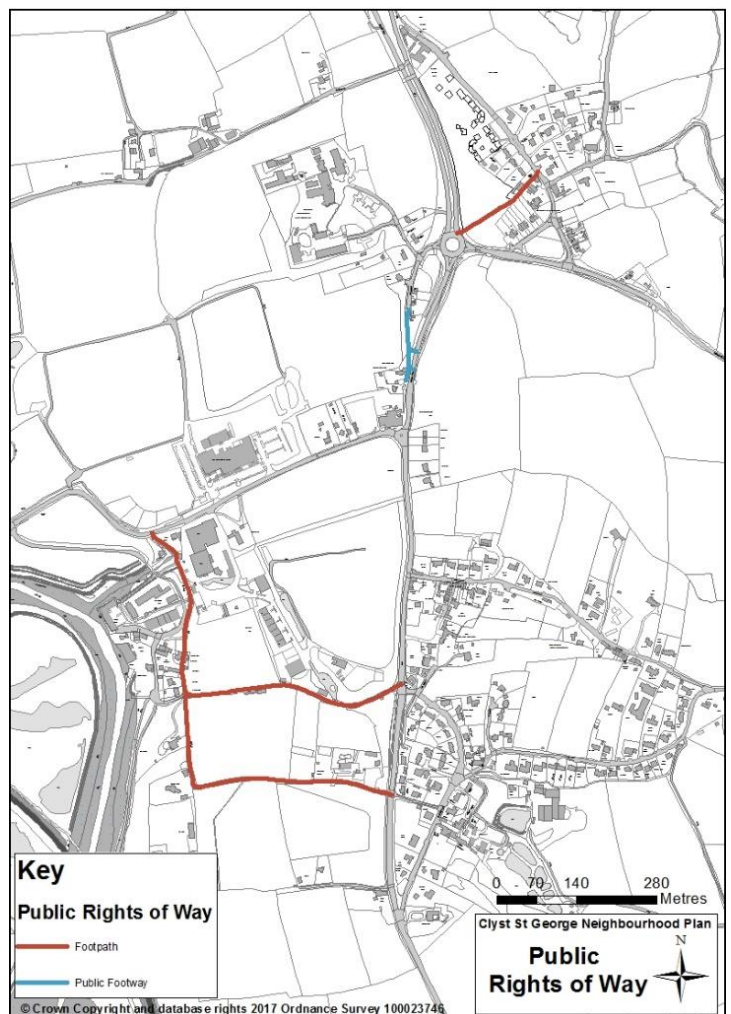 Key
Public Rights of Way
Footpath
Public Footway
0 - 70 140 280
Metres
Clyst St George Neighbourhood Plan
Public
Rights of Way
N
© Crown Copyright and database rights 2017 Ordnance Survey 100023746